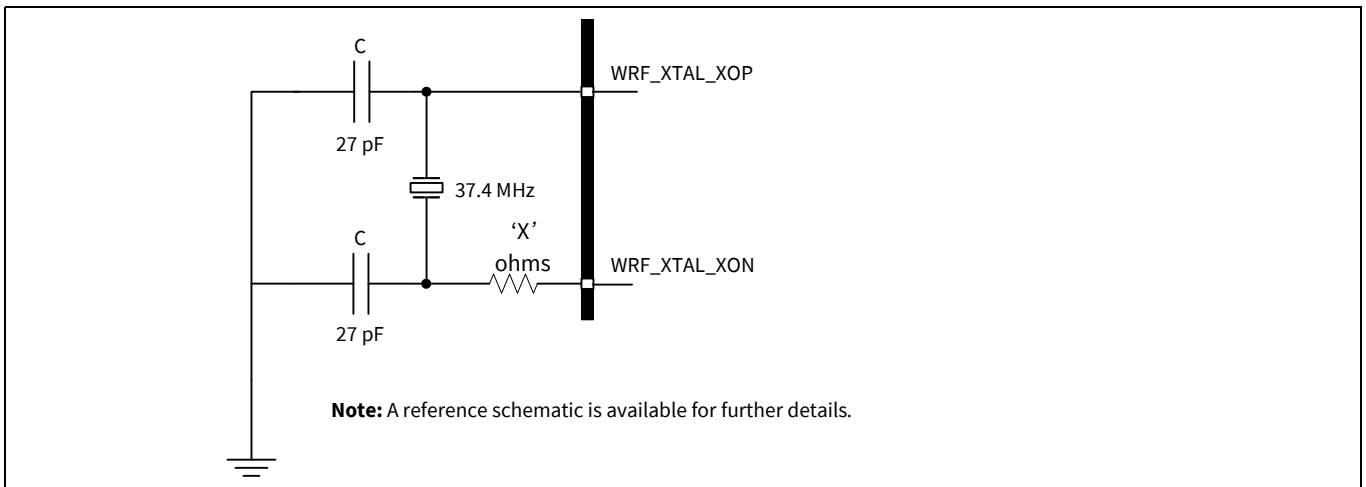 C
WRF_XTAL_XOP
27 pF
37.4 MHz
‘X’
ohms
C
WRF_XTAL_XON
27 pF
Note: A reference schematic is available for further details.